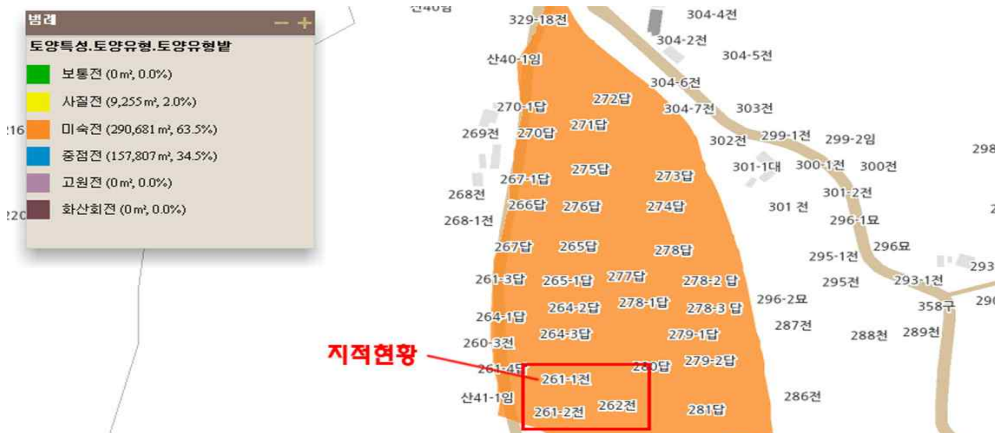 범례
토양특성.토양유형.토양유형밭
보통전 (0㎡, 0.0%)
사질전 (9,255㎡, 2.0%)
미숙전 (290,681㎡, 63.5%)
중점전 (157,807㎡, 34.5%)
고원전 (0㎡, 0.0%)
화산회전 (0㎡, 0.0%)
216
220
산40임
329-18전
304-4전
304-2전
304-5전
산40-1임
304-6전
270-1답
272답
304-7전
303전
269전
270답
271답
302전
299-1전
299-2임
298
267-1답
275답
273답
301-1대
300-1전
300전
268전
301-2전
266답
276답
274답
301 전
268-1전
296-1묘
267답
265답
278답
296묘
295-1전
293
261-3답
265-1답
277답
278-2 답
295전
293-1전
264-2답
278-1답
278-3 답
296-2묘
358구
290
264-1답
264-3답
279-1답
287전
288천
289천
260-3전
지적현황
261-4답
280답
279-2답
261-1전
산41-1임
261-2전
262전
281답
286전